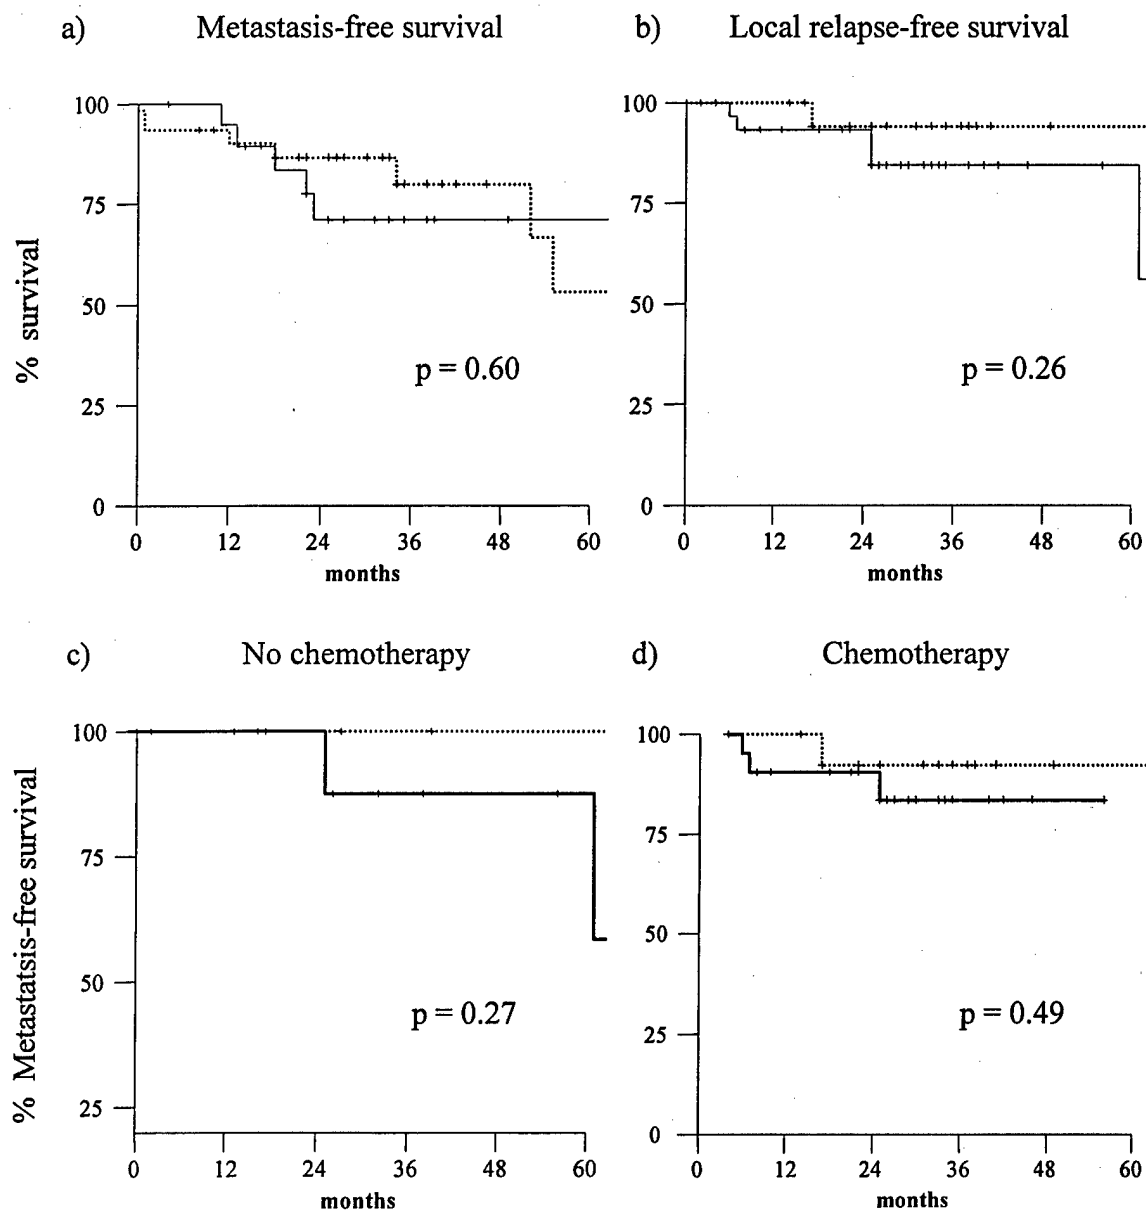 a) Metastasis-free survival
b) Local relapse-free survival
% survival
100
75
50
25
0
p = 0.60
0 12 24 36 48 60
months
100
75
50
25
0
p = 0.26
0 12 24 36 48 60
months
c) No chemotherapy
d) Chemotherapy
% Metastatsis-free survival
100
75
50
25
p = 0.27
0 12 24 36 48 60
months
100
75
50
25
0
p = 0.49
0 12 24 36 48 60
months